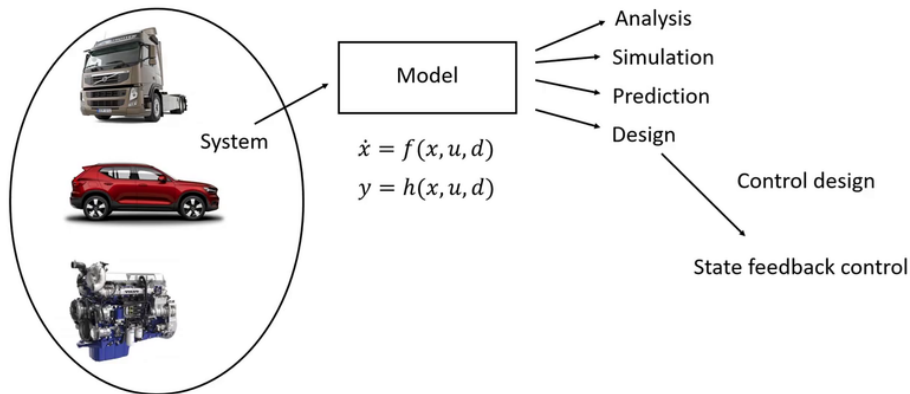 System
Model
ẋ = f(x, u, d)
y = h(x, u, d)
Analysis
Simulation
Prediction
Design
Control design
State feedback control